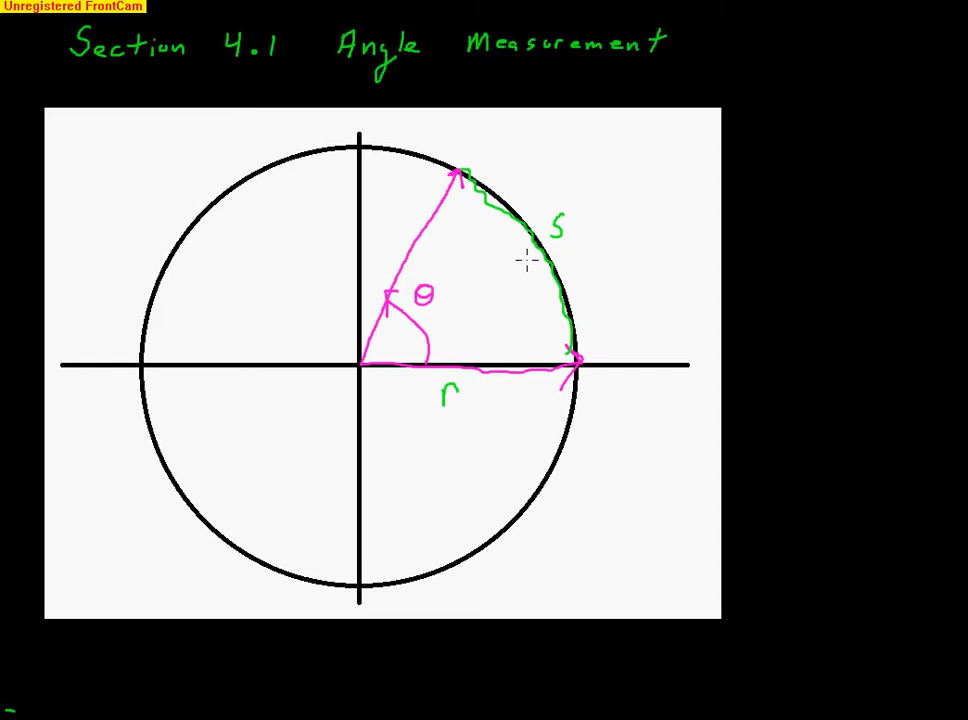 Unregistered FrontCam
Section 4.1 Angle Measurement
s
θ
r